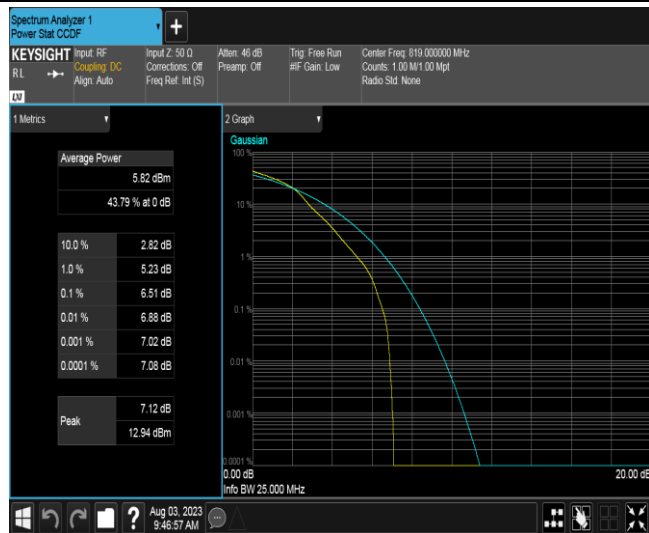 Spectrum Analyzer 1
Power Stat CCDF
+
KEYSIGHT
RL
LXI
Input: RF
Coupling: DC
Align: Auto
Input Z: 50 Ω
Corrections: Off
Freq Ref: Int (S)
Atten: 46 dB
Preamp: Off
Trig: Free Run
#IF Gain: Low
Center Freq: 819.000000 MHz
Counts: 1.00 M/1.00 Mpt
Radio Std: None
1 Metrics
Average Power
5.82 dBm
43.79 % at 0 dB
10.0 % 2.82 dB
1.0 % 5.23 dB
0.1 % 6.51 dB
0.01 % 6.88 dB
0.001 % 7.02 dB
0.0001 % 7.08 dB
Peak 7.12 dB
12.94 dBm
2 Graph
Gaussian
100 %
10 %
1 %
0.1 %
0.01 %
0.001 %
0.0001 %
0.00 dB 20.00 dB
Info BW 25.000 MHz
?
Aug 03, 2023
9:46:57 AM